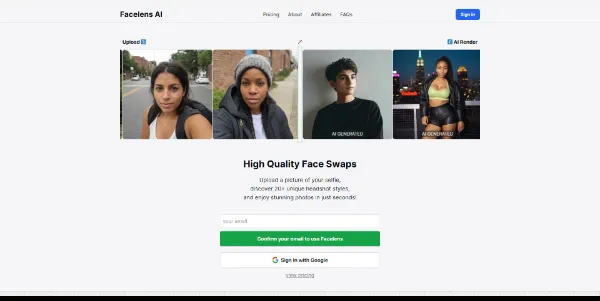 Facelens AI
Pricing About Affiliates FAQs
Sign in
Upload
AI Render
AI GENERATED
AI GENERATED
High Quality Face Swaps
Upload a picture of your selfie,
discover 20+ unique headshot styles,
and enjoy stunning photos in just seconds!
your email
Confirm your email to use Facelens
Sign in with Google
View pricing